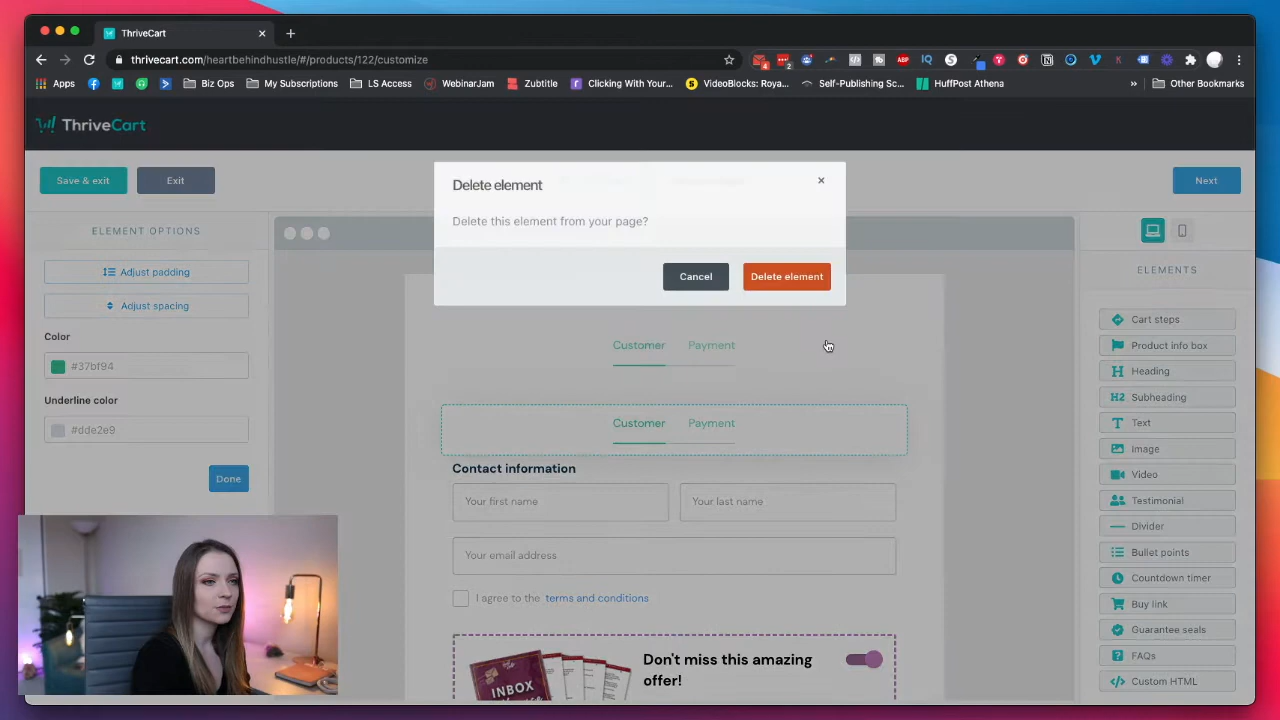 ThriveCart
thrivecart.com/heartbehindhustle/#/products/122/customize
Apps
Biz Ops
My Subscriptions
LS Access
WebinarJam
Zubtitle
Clicking With Your...
VideoBlocks: Roya...
Self-Publishing Sc...
HuffPost Athena
»
Other Bookmarks
ThriveCart
Save & exit
Exit
Next
Delete element
×
Delete this element from your page?
Cancel
Delete element
ELEMENT OPTIONS
Adjust padding
Adjust spacing
Color
#37bf94
Underline color
#dde2e9
Done
Customer Payment
Customer Payment
Contact information
Your first name
Your last name
Your email address
I agree to the terms and conditions
INBOX
Don't miss this amazing
offer!
ELEMENTS
Cart steps
Product info box
H Heading
H2 Subheading
T Text
Image
Video
Testimonial
Divider
Bullet points
Countdown timer
Buy link
Guarantee seals
FAQs
</> Custom HTML